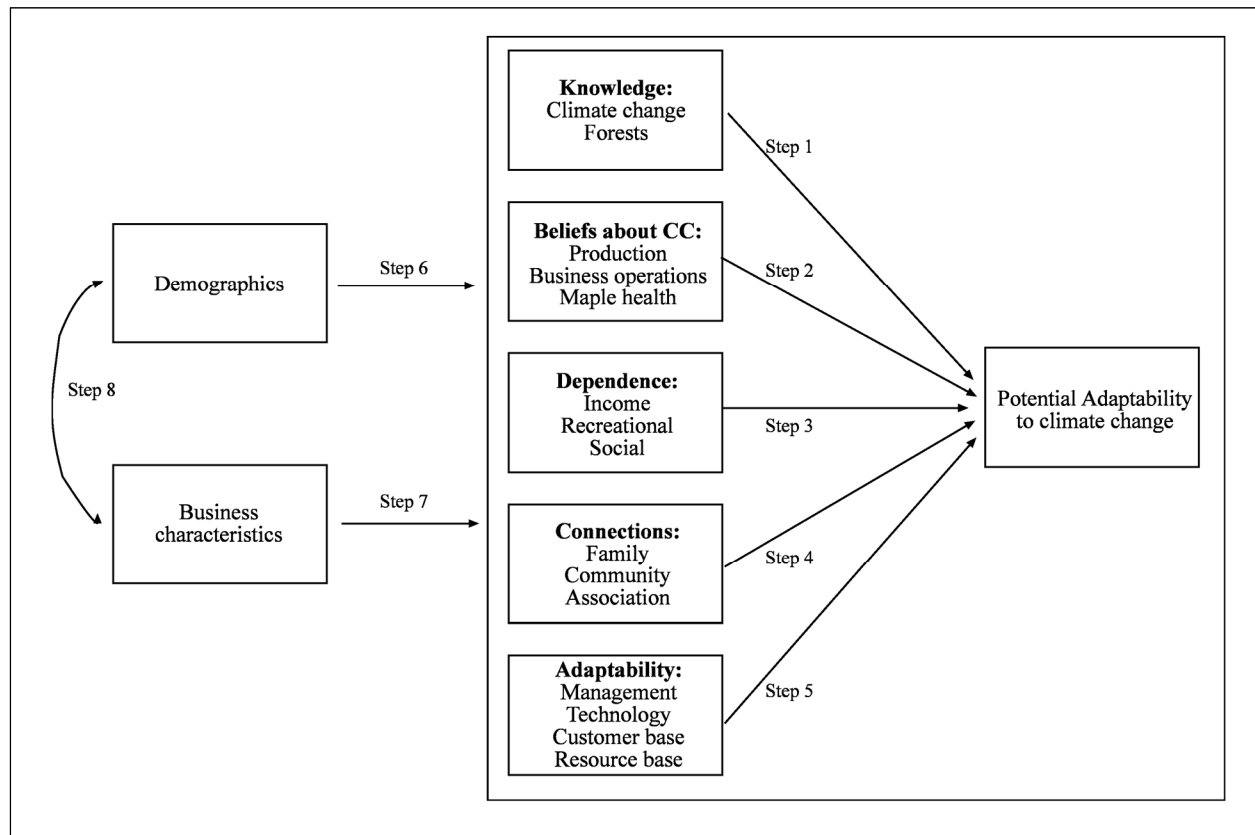 Knowledge:
Climate change
Forests
Step 1
Beliefs about CC:
Production
Business operations
Maple health
Step 2
Demographics
Step 6
Dependence:
Income
Recreational
Social
Step 3
Potential Adaptability
to climate change
Step 8
Business
characteristics
Step 7
Connections:
Family
Community
Association
Step 4
Adaptability:
Management
Technology
Customer base
Resource base
Step 5